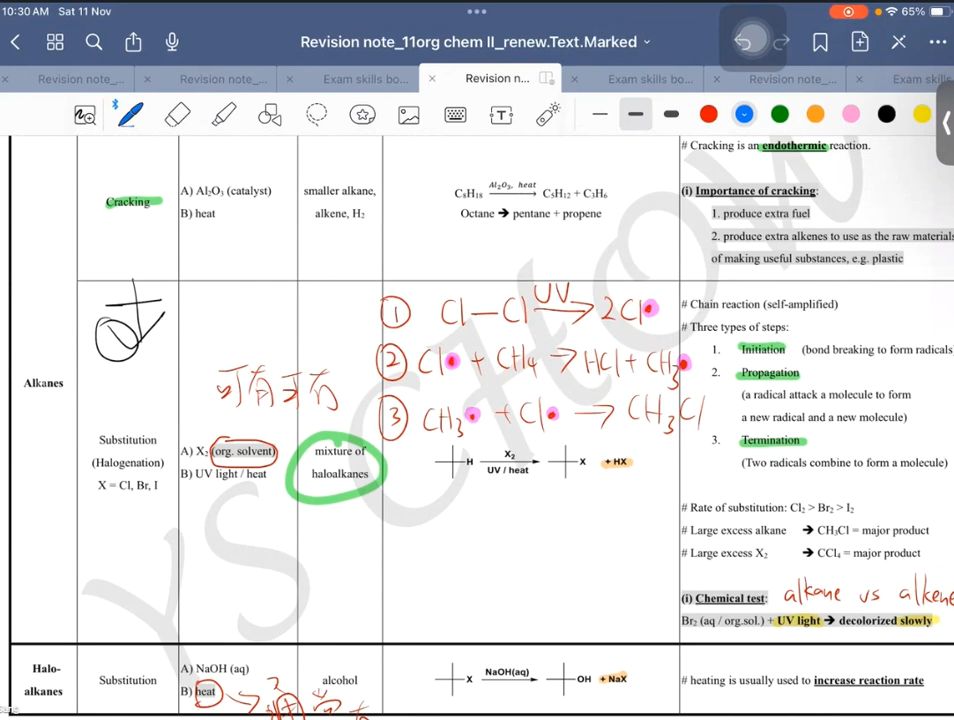 10:30 AM Sat 11 Nov
65%
Revision note_11org chem II_renew.Text.Marked
Revision note_...
Revision note_...
Exam skills bo...
Revision n...
Exam skills bo...
Revision note_...
Exam skills
# Cracking is an endothermic reaction.
Cracking
A) Al₂O₃ (catalyst)
B) heat
smaller alkane,
alkene, H₂
Al₂O₃, heat
C₈H₁₈ → C₅H₁₂ + C₃H₆
Octane ➔ pentane + propene
(i) Importance of cracking:
1. produce extra fuel
2. produce extra alkenes to use as the raw materials
of making useful substances, e.g. plastic
Alkanes
Substitution
(Halogenation)
X = Cl, Br, I
可有可冇
A) X₂ (org. solvent)
B) UV light / heat
mixture of
haloalkanes
① Cl—Cl UV→ 2Cl•
② Cl• + CH₄ → HCl + CH₃•
③ CH₃• + Cl• → CH₃Cl
H X₂ X + HX
UV / heat
# Chain reaction (self-amplified)
# Three types of steps:
1. Initiation (bond breaking to form radicals
2. Propagation
(a radical attack a molecule to form
a new radical and a new molecule)
3. Termination
(Two radicals combine to form a molecule)
# Rate of substitution: Cl₂ > Br₂ > I₂
# Large excess alkane ➔ CH₃Cl = major product
# Large excess X₂ ➔ CCl₄ = major product
(i) Chemical test: alkane vs alkene
Br₂ (aq / org.sol.) + UV light ➔ decolorized slowly
Halo-
alkanes
Substitution
A) NaOH (aq)
B) heat
alcohol
X NaOH(aq) OH + NaX
# heating is usually used to increase reaction rate
YS CHOW